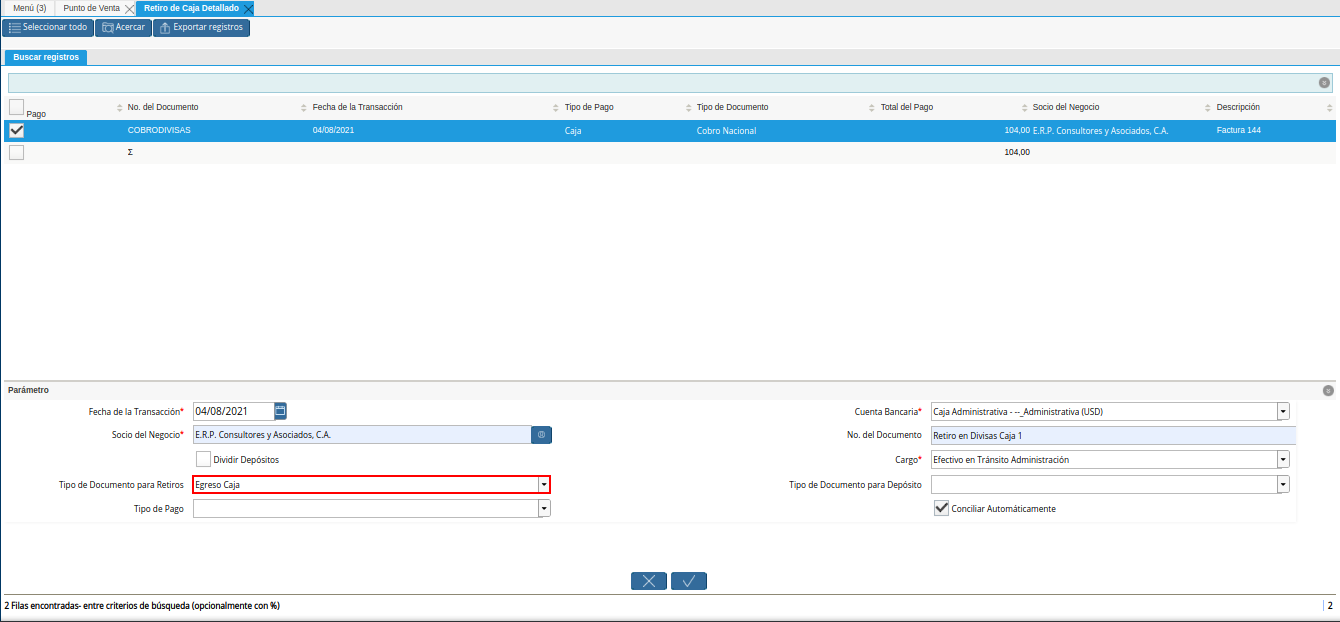 Menú (3) Punto de Venta Retiro de Caja Detallado
Seleccionar todo Acercar Exportar registros
Buscar registros
Pago No. del Documento Fecha de la Transacción Tipo de Pago Tipo de Documento Total del Pago Socio del Negocio Descripción
COBRODIVISAS 04/08/2021 Caja Cobro Nacional 104,00 E.R.P. Consultores y Asociados, C.A. Factura 144
Σ 104,00
Parámetro
Fecha de la Transacción* 04/08/2021 Cuenta Bancaria* Caja Administrativa - --_Administrativa (USD)
Socio del Negocio* E.R.P. Consultores y Asociados, C.A. No. del Documento Retiro en Divisas Caja 1
Dividir Depósitos Cargo* Efectivo en Tránsito Administración
Tipo de Documento para Retiros Egreso Caja Tipo de Documento para Depósito
Tipo de Pago Conciliar Automáticamente
2 Filas encontradas- entre criterios de búsqueda (opcionalmente con %) 2